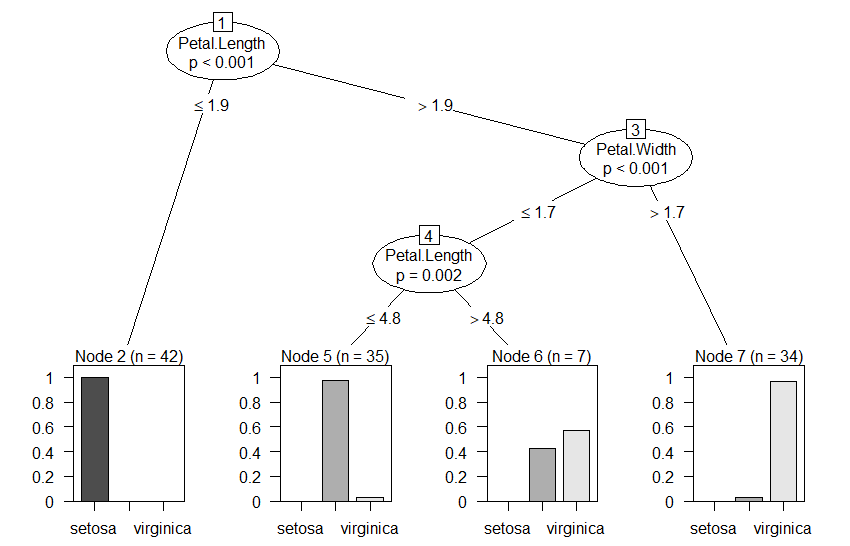 1
Petal.Length
p < 0.001
≤ 1.9
> 1.9
3
Petal.Width
p < 0.001
≤ 1.7
> 1.7
4
Petal.Length
p = 0.002
≤ 4.8
> 4.8
Node 2 (n = 42)
1
0.8
0.6
0.4
0.2
0
setosa virginica
Node 5 (n = 35)
1
0.8
0.6
0.4
0.2
0
setosa virginica
Node 6 (n = 7)
1
0.8
0.6
0.4
0.2
0
setosa virginica
Node 7 (n = 34)
1
0.8
0.6
0.4
0.2
0
setosa virginica